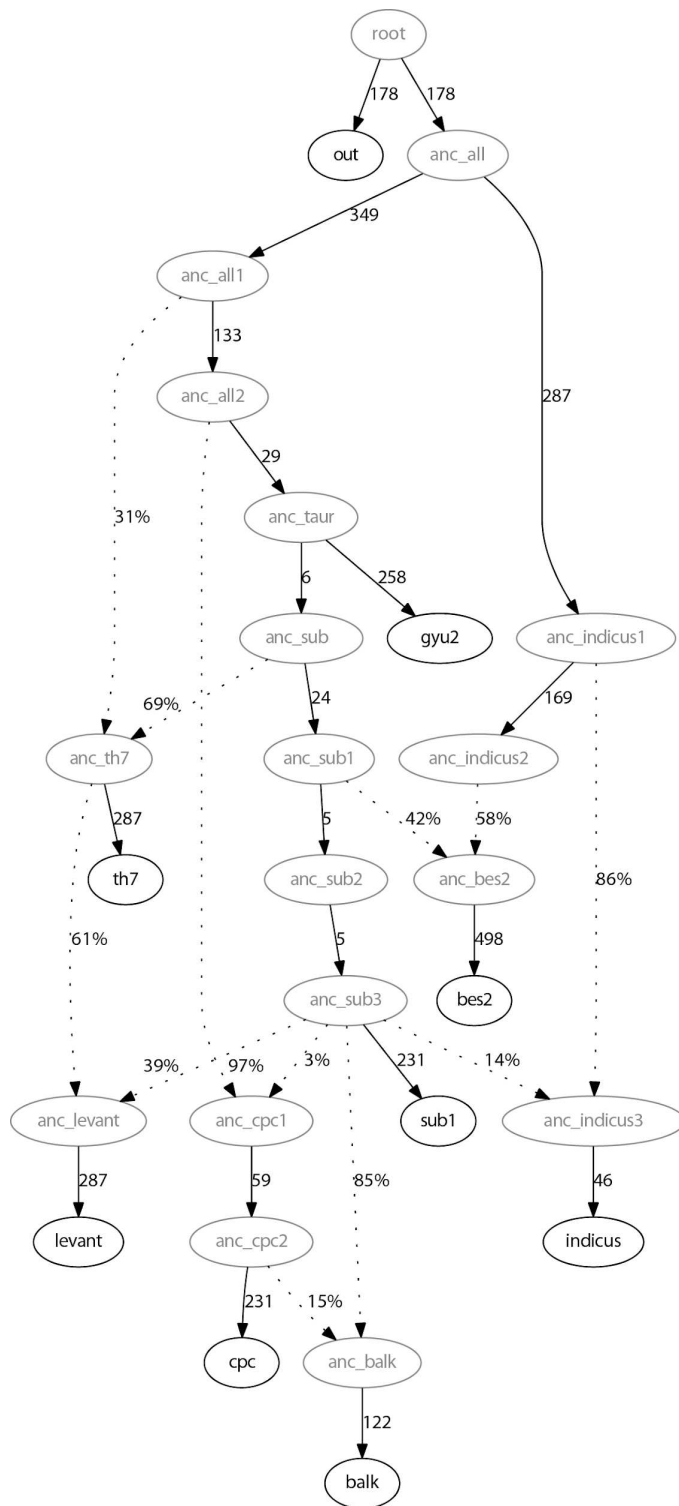 root
178 178
out anc_all
349
anc_all1
133
anc_all2
287
29
anc_taur
31%
6 258
anc_sub gyu2 anc_indicus1
69% 24 169
anc_th7 anc_sub1 anc_indicus2
287 5 42% 58%
th7 anc_sub2 anc_bes2
86%
61% 5 498
anc_sub3 bes2
39% 97% 3% 231 14%
anc_levant anc_cpc1 sub1 anc_indicus3
287 59 85% 46
levant anc_cpc2 indicus
231 15%
cpc anc_balk
122
balk